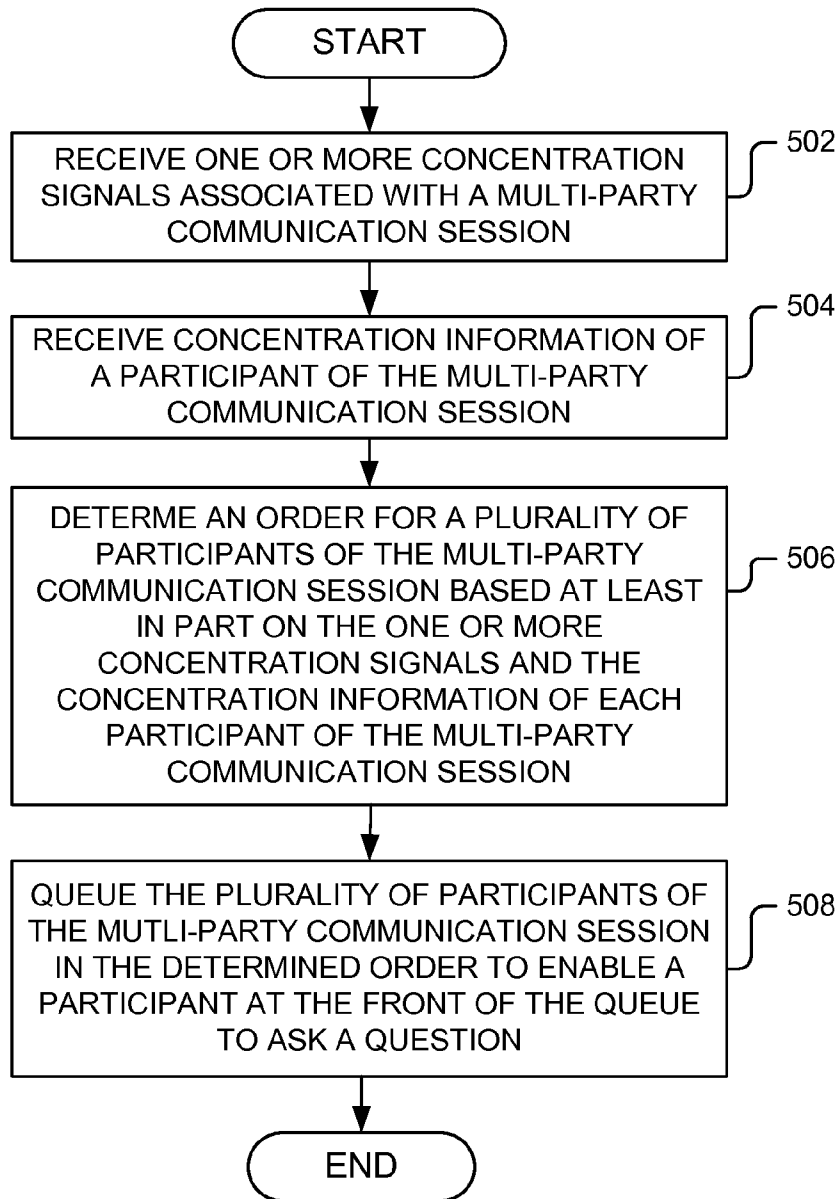 START
RECEIVE ONE OR MORE CONCENTRATION
SIGNALS ASSOCIATED WITH A MULTI-PARTY
COMMUNICATION SESSION
502
RECEIVE CONCENTRATION INFORMATION OF
A PARTICIPANT OF THE MULTI-PARTY
COMMUNICATION SESSION
504
DETERME AN ORDER FOR A PLURALITY OF
PARTICIPANTS OF THE MULTI-PARTY
COMMUNICATION SESSION BASED AT LEAST
IN PART ON THE ONE OR MORE
CONCENTRATION SIGNALS AND THE
CONCENTRATION INFORMATION OF EACH
PARTICIPANT OF THE MULTI-PARTY
COMMUNICATION SESSION
506
QUEUE THE PLURALITY OF PARTICIPANTS OF
THE MUTLI-PARTY COMMUNICATION SESSION
IN THE DETERMINED ORDER TO ENABLE A
PARTICIPANT AT THE FRONT OF THE QUEUE
TO ASK A QUESTION
508
END